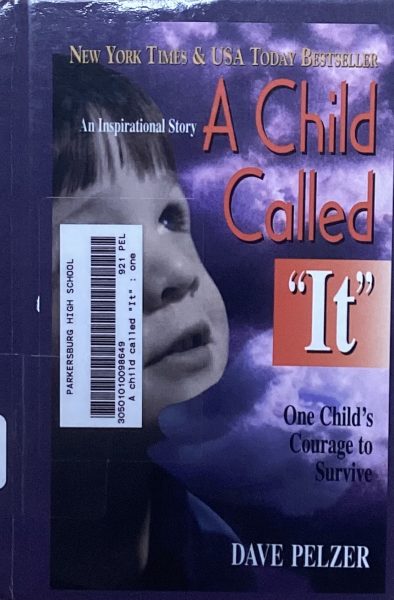 NEW YORK TIMES & USA TODAY BESTSELLER
An Inspirational Story
A Child
Called
"It"
PARKERSBURG HIGH SCHOOL
30501010098649
921 PEL
A child called "It" : one
One Child's
Courage to
Survive
DAVE PELZER